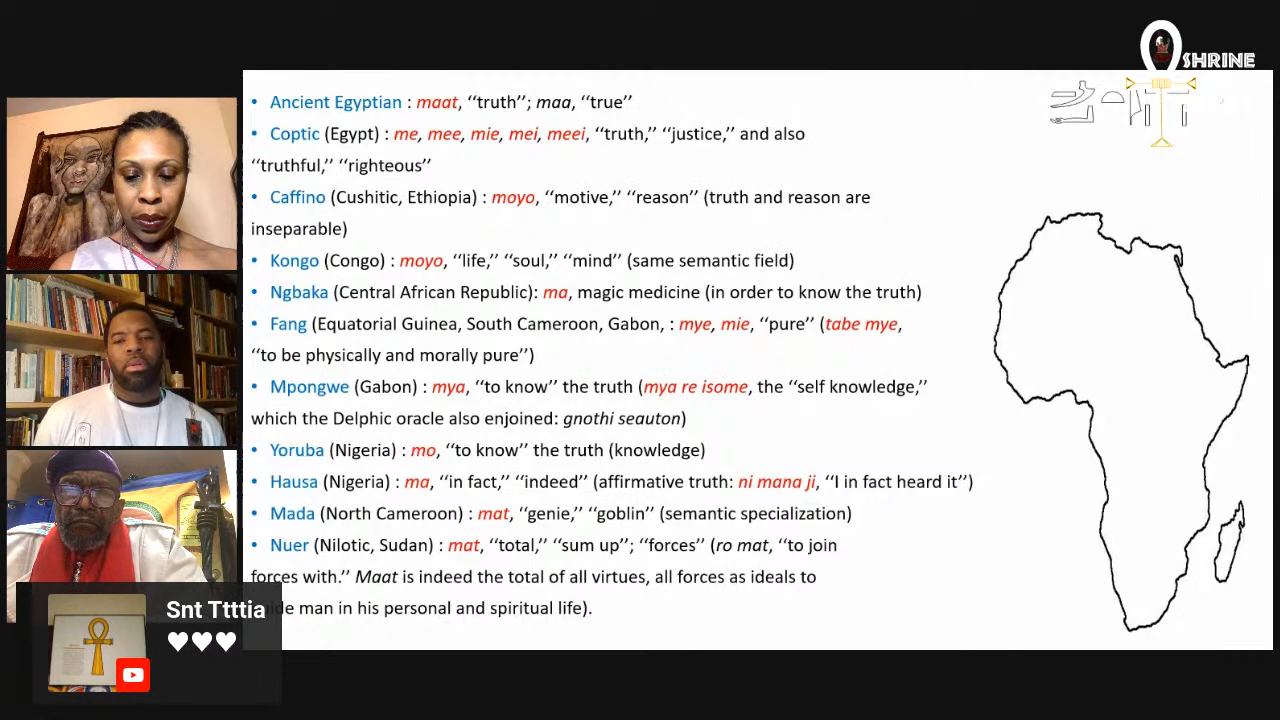 SHRINE
• Ancient Egyptian : maat, ‘‘truth’’; maa, ‘‘true’’
• Coptic (Egypt) : me, mee, mie, mei, meei, ‘‘truth,’’ ‘‘justice,’’ and also
‘‘truthful,’’ ‘‘righteous’’
• Caffino (Cushitic, Ethiopia) : moyo, ‘‘motive,’’ ‘‘reason’’ (truth and reason are
inseparable)
• Kongo (Congo) : moyo, ‘‘life,’’ ‘‘soul,’’ ‘‘mind’’ (same semantic field)
• Ngbaka (Central African Republic): ma, magic medicine (in order to know the truth)
• Fang (Equatorial Guinea, South Cameroon, Gabon, : mye, mie, ‘‘pure’’ (tabe mye,
‘‘to be physically and morally pure’’)
• Mpongwe (Gabon) : mya, ‘‘to know’’ the truth (mya re isome, the ‘‘self knowledge,’’
which the Delphic oracle also enjoined: gnothi seauton)
• Yoruba (Nigeria) : mo, ‘‘to know’’ the truth (knowledge)
• Hausa (Nigeria) : ma, ‘‘in fact,’’ ‘‘indeed’’ (affirmative truth: ni mana ji, ‘‘I in fact heard it’’)
• Mada (North Cameroon) : mat, ‘‘genie,’’ ‘‘goblin’’ (semantic specialization)
• Nuer (Nilotic, Sudan) : mat, ‘‘total,’’ ‘‘sum up’’; ‘‘forces’’ (ro mat, ‘‘to join
forces with.’’ Maat is indeed the total of all virtues, all forces as ideals to
man in his personal and spiritual life).
Snt Ttttia